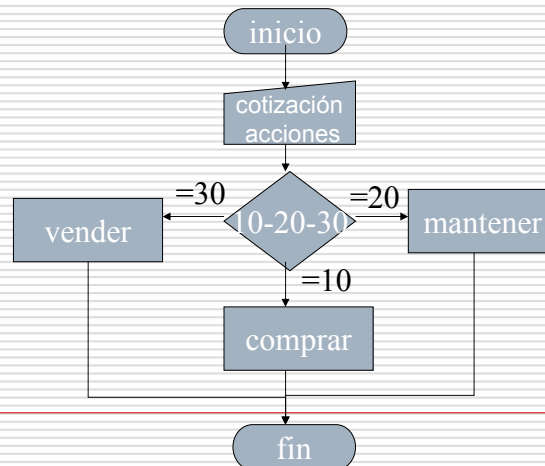 inicio
cotización
acciones
=30
10-20-30
=20
vender
mantener
=10
comprar
fin